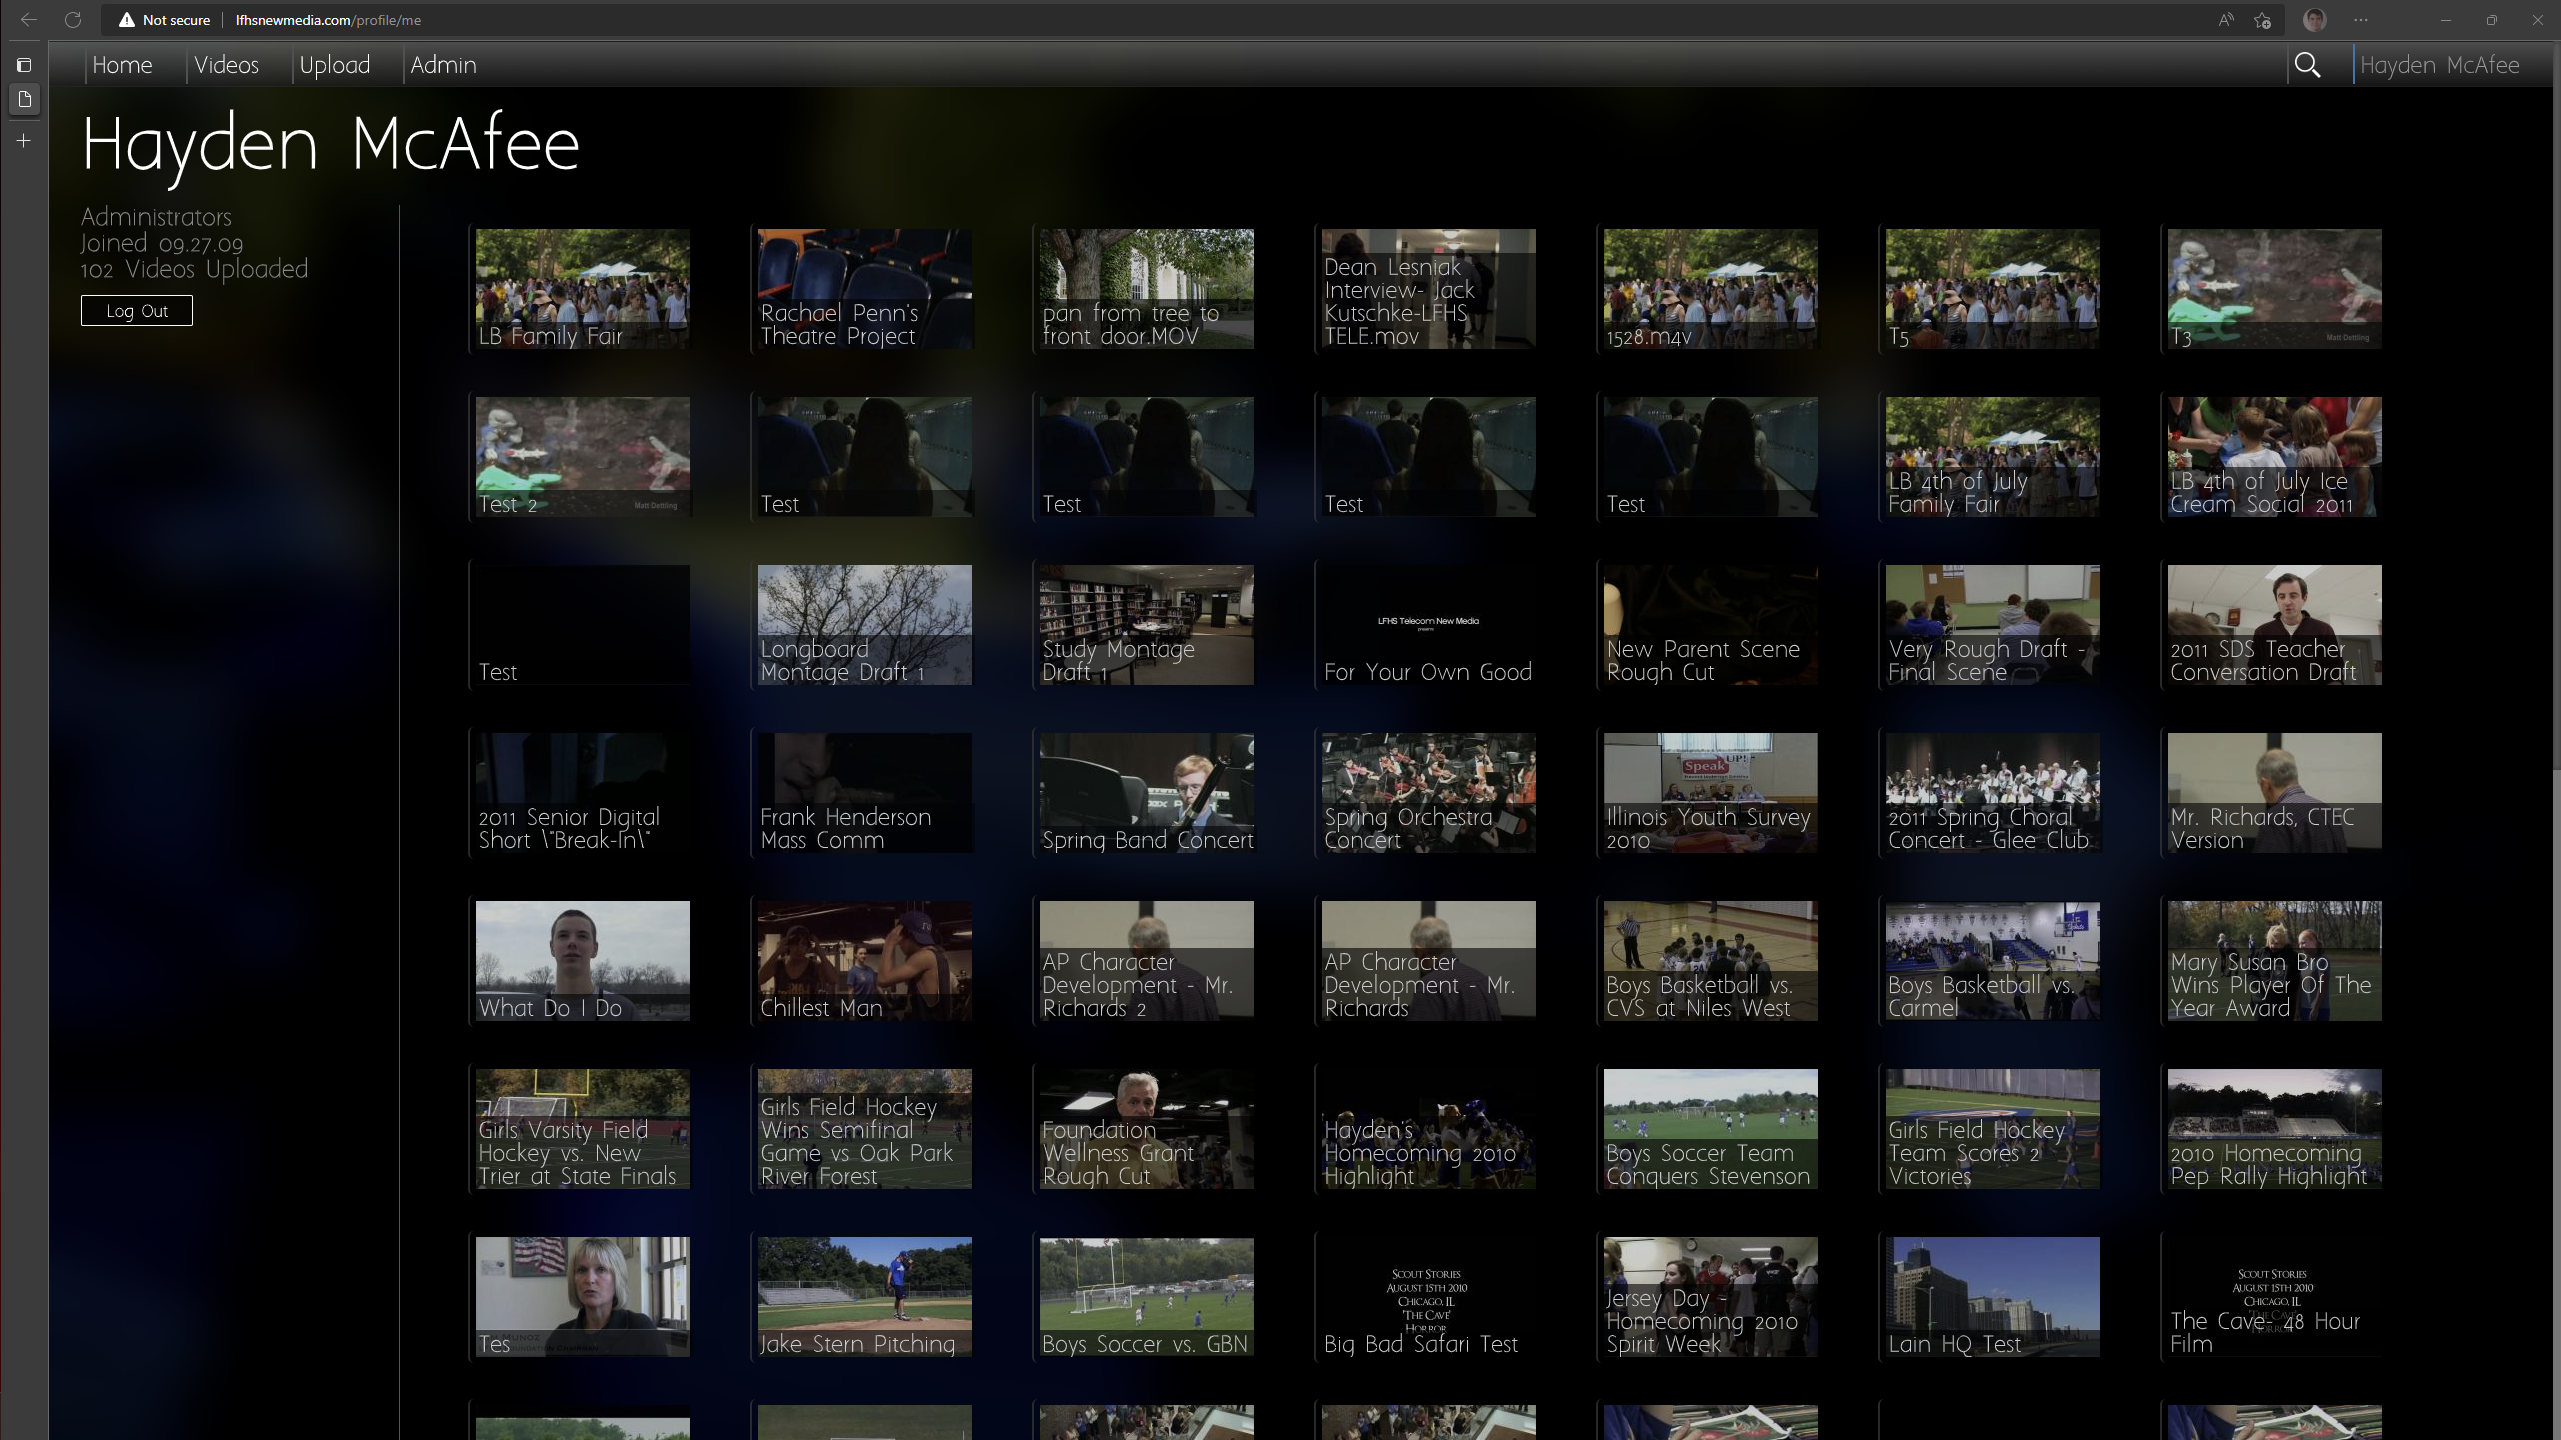 Not secure | lfhsnewmedia.com/profile/me
Home Videos Upload Admin Hayden McAfee
Hayden McAfee
Administrators
Joined 09.27.09
102 Videos Uploaded
Log Out
LB Family Fair
Rachael Penn's
Theatre Project
pan from tree to
front door.MOV
Dean Lesniak
Interview- Jack
Kutschke-LFHS
TELE.mov
1528.m4v
T5
T3
Matt Dettling
Test 2
Matt Dettling
Test
Test
Test
Test
LB 4th of July
Family Fair
LB 4th of July Ice
Cream Social 2011
Test
Longboard
Montage Draft 1
Study Montage
Draft 1
LFHS Telecom New Media
presents
For Your Own Good
New Parent Scene
Rough Cut
Very Rough Draft -
Final Scene
2011 SDS Teacher
Conversation Draft
2011 Senior Digital
Short \"Break-In\"
Frank Henderson
Mass Comm
Spring Band Concert
Spring Orchestra
Concert
Speak UP!
Illinois Youth Survey
2010
2011 Spring Choral
Concert - Glee Club
Mr. Richards, CTEC
Version
What Do I Do
Chillest Man
AP Character
Development - Mr.
Richards 2
AP Character
Development - Mr.
Richards
Boys Basketball vs.
CVS at Niles West
Boys Basketball vs.
Carmel
Mary Susan Bro
Wins Player Of The
Year Award
Girls Varsity Field
Hockey vs. New
Trier at State Finals
Girls Field Hockey
Wins Semifinal
Game vs Oak Park
River Forest
Foundation
Wellness Grant
Rough Cut
Hayden's
Homecoming 2010
Highlight
Boys Soccer Team
Conquers Stevenson
Girls Field Hockey
Team Scores 2
Victories
2010 Homecoming
Pep Rally Highlight
Munoz
Tes
Jake Stern Pitching
Boys Soccer vs. GBN
Scout Stories
August 15th 2010
Chicago, IL
'The Cave'
Horror
Big Bad Safari Test
Jersey Day -
Homecoming 2010
Spirit Week
Lain HQ Test
Scout Stories
August 15th 2010
Chicago, IL
'The Cave'
The Cave- 48 Hour
Film